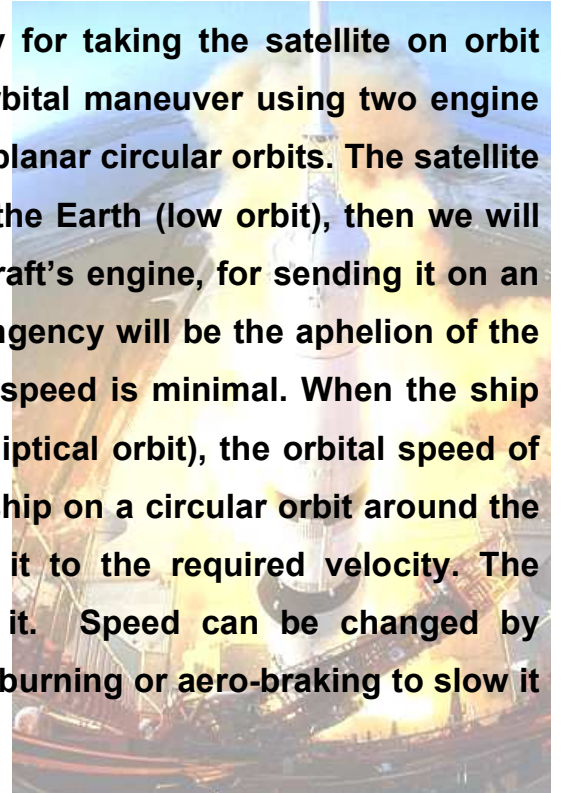 for taking the satellite on orbit
orbital maneuver using two engine
planar circular orbits. The satellite
the Earth (low orbit), then we will
craft's engine, for sending it on an
ngency will be the aphelion of the
speed is minimal. When the ship
iptical orbit), the orbital speed of
ship on a circular orbit around the
it to the required velocity. The
it. Speed can be changed by
burning or aero-braking to slow it